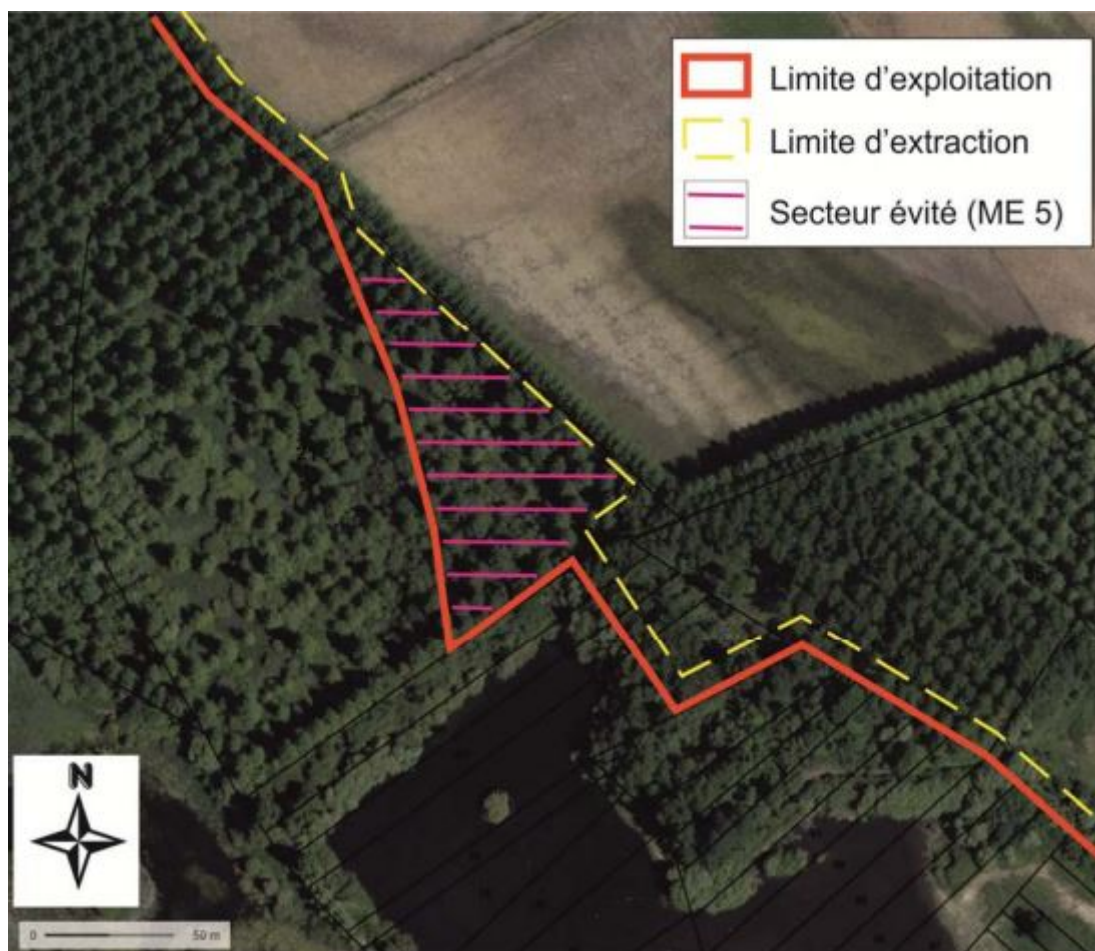 Limite d'exploitation
Limite d'extraction
Secteur évité (ME 5)
N
0 50 m